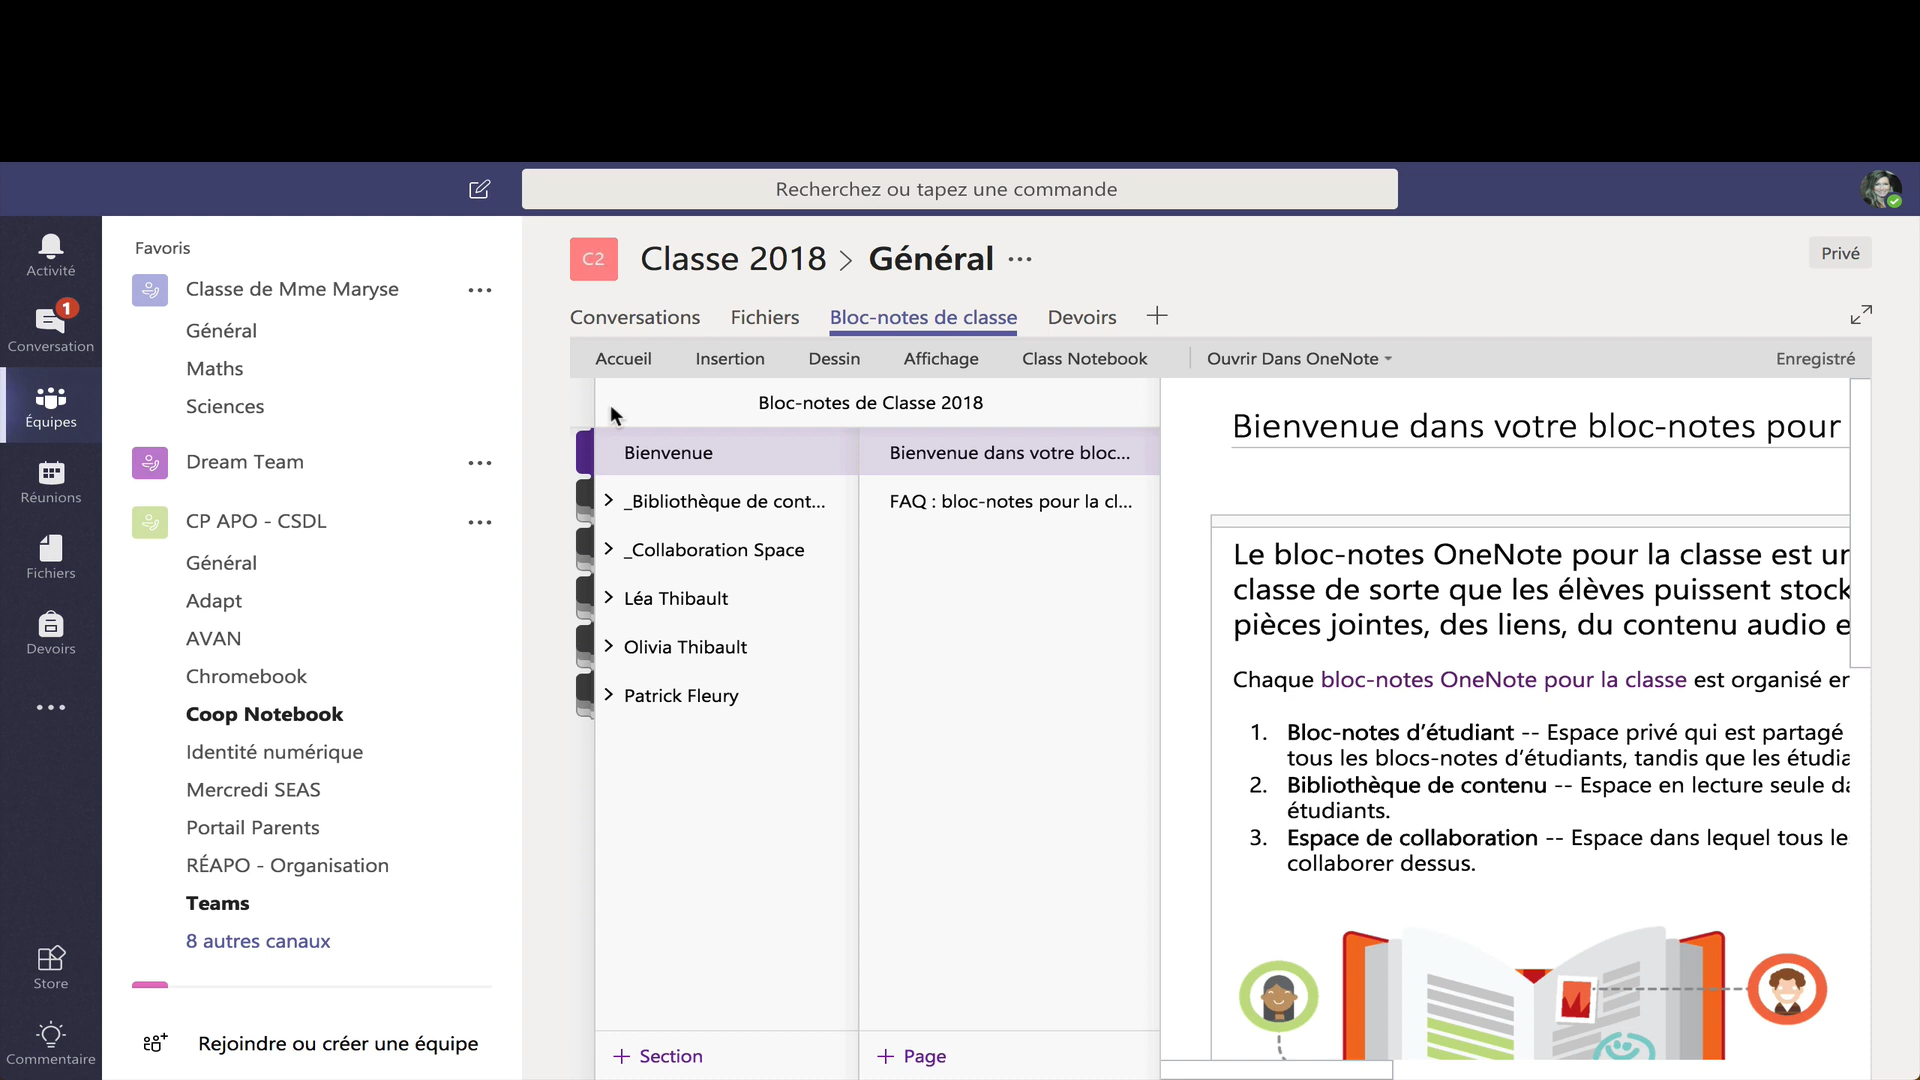 Recherchez ou tapez une commande
Activité
1
Conversation
Équipes
Réunions
Fichiers
Devoirs
Store
Commentaire
Favoris
Classe de Mme Maryse
Général
Maths
Sciences
Dream Team
CP APO - CSDL
Général
Adapt
AVAN
Chromebook
Coop Notebook
Identité numérique
Mercredi SEAS
Portail Parents
RÉAPO - Organisation
Teams
8 autres canaux
Rejoindre ou créer une équipe
C2
Classe 2018 > Général
Privé
Conversations Fichiers Bloc-notes de classe Devoirs
Accueil Insertion Dessin Affichage Class Notebook Ouvrir Dans OneNote Enregistré
Bloc-notes de Classe 2018
Bienvenue
_Bibliothèque de cont...
_Collaboration Space
Léa Thibault
Olivia Thibault
Patrick Fleury
+ Section
Bienvenue dans votre bloc...
FAQ : bloc-notes pour la cl...
+ Page
Bienvenue dans votre bloc-notes pour
Le bloc-notes OneNote pour la classe est un
classe de sorte que les élèves puissent stock
pièces jointes, des liens, du contenu audio e
Chaque bloc-notes OneNote pour la classe est organisé en
1. Bloc-notes d'étudiant -- Espace privé qui est partagé
tous les blocs-notes d'étudiants, tandis que les étudia
2. Bibliothèque de contenu -- Espace en lecture seule da
étudiants.
3. Espace de collaboration -- Espace dans lequel tous le
collaborer dessus.